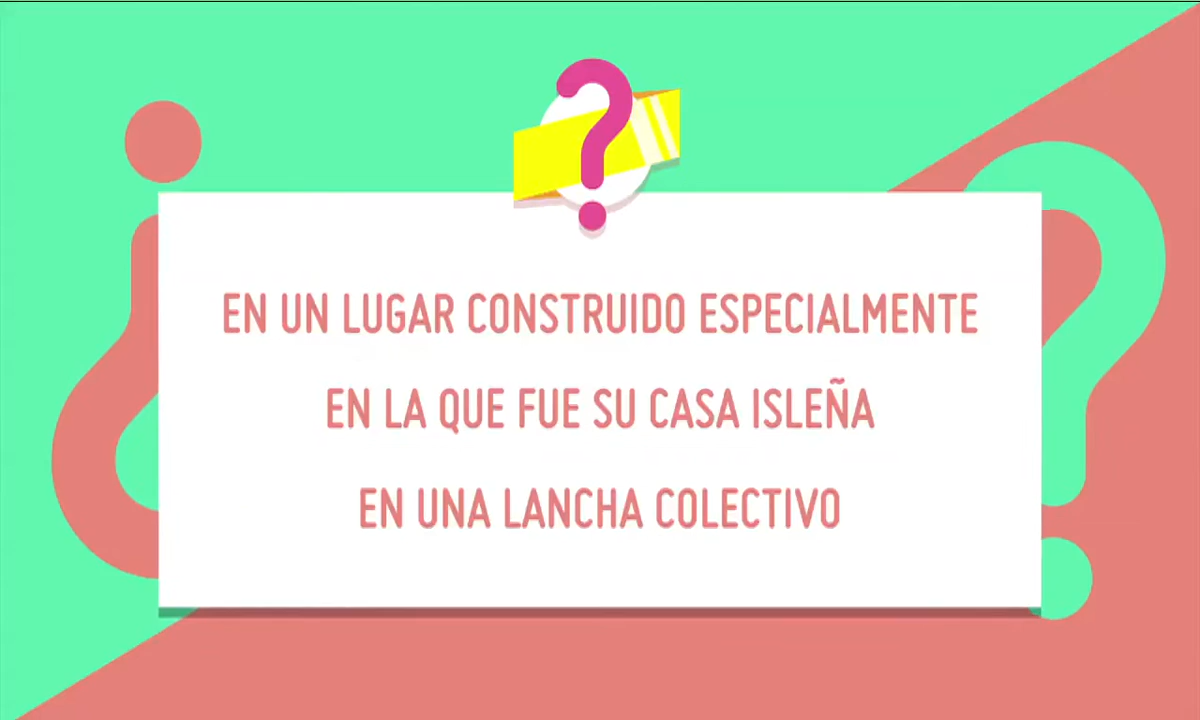 EN UN LUGAR CONSTRUIDO ESPECIALMENTE
EN LA QUE FUE SU CASA ISLEÑA
EN UNA LANCHA COLECTIVO